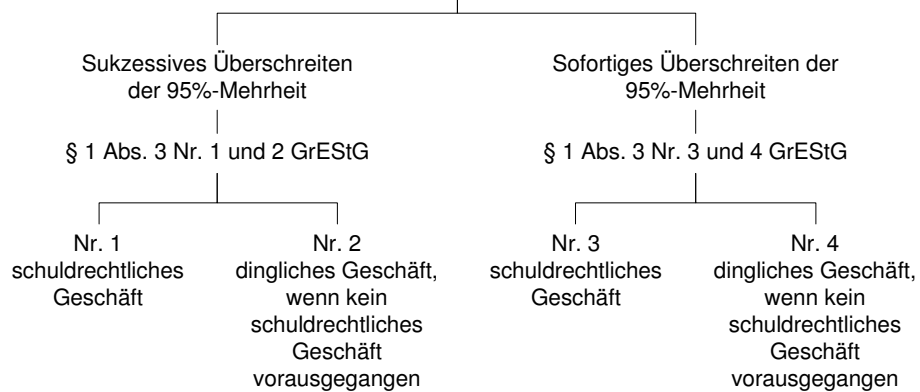 Sukzessives Überschreiten
der 95%-Mehrheit
§ 1 Abs. 3 Nr. 1 und 2 GrEStG
Nr. 1
schuldrechtliches
Geschäft
Nr. 2
dingliches Geschäft,
wenn kein
schuldrechtliches
Geschäft
vorausgegangen
Sofortiges Überschreiten der
95%-Mehrheit
§ 1 Abs. 3 Nr. 3 und 4 GrEStG
Nr. 3
schuldrechtliches
Geschäft
Nr. 4
dingliches Geschäft,
wenn kein
schuldrechtliches
Geschäft
vorausgegangen